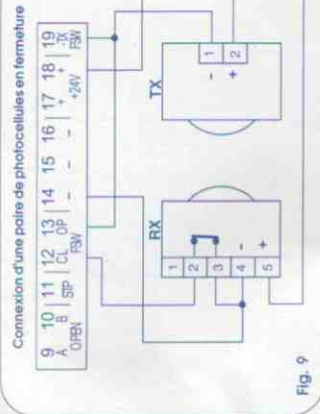 Connexion d'une paire de photocellules en fermeture
9 10 11 12 13 14 15 16 17 18 19
A B STP CL OP - - - + + -TX
OPEN FSW +24V FSW
TX
1 2
- +
RX
1 2 3 4 5
- +
Fig. 9